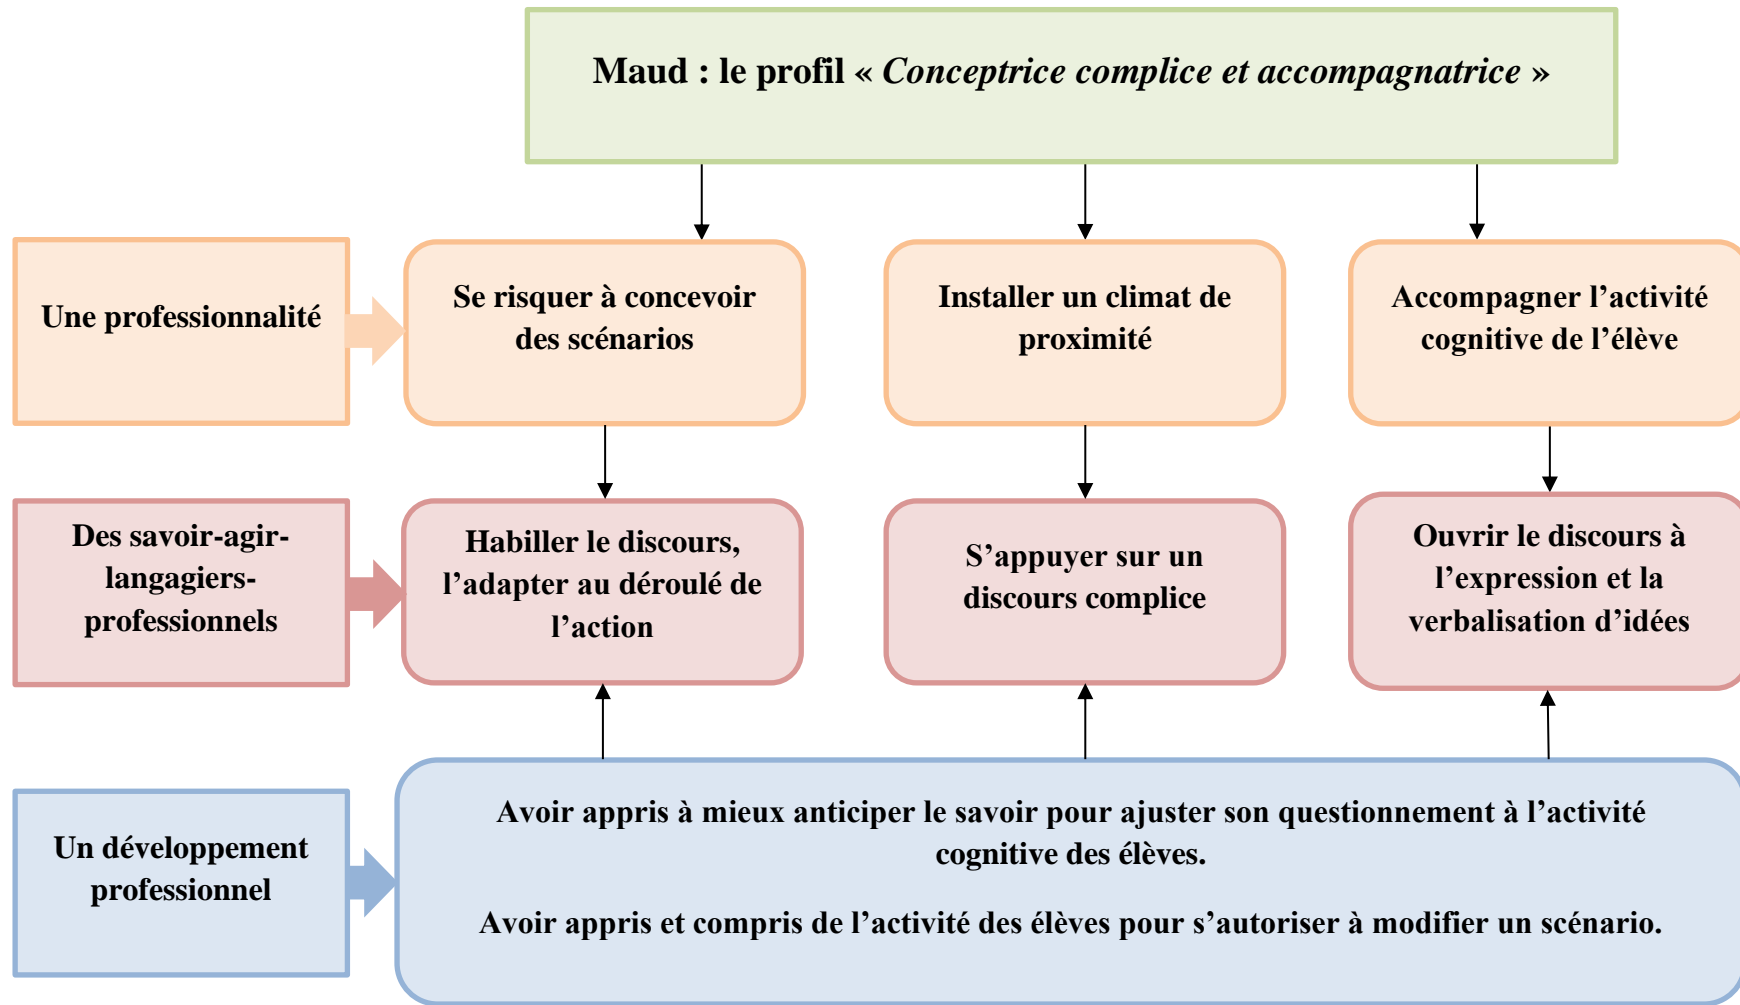 Maud : le profil « Conceptrice complice et accompagnatrice »
Une professionnalité
Se risquer à concevoir
des scénarios
Installer un climat de
proximité
Accompagner l’activité
cognitive de l’élève
Des savoir-agir-
langagiers-
professionnels
Habiller le discours,
l’adapter au déroulé de
l’action
S’appuyer sur un
discours complice
Ouvrir le discours à
l’expression et la
verbalisation d’idées
Un développement
professionnel
Avoir appris à mieux anticiper le savoir pour ajuster son questionnement à l’activité
cognitive des élèves.
Avoir appris et compris de l’activité des élèves pour s’autoriser à modifier un scénario.